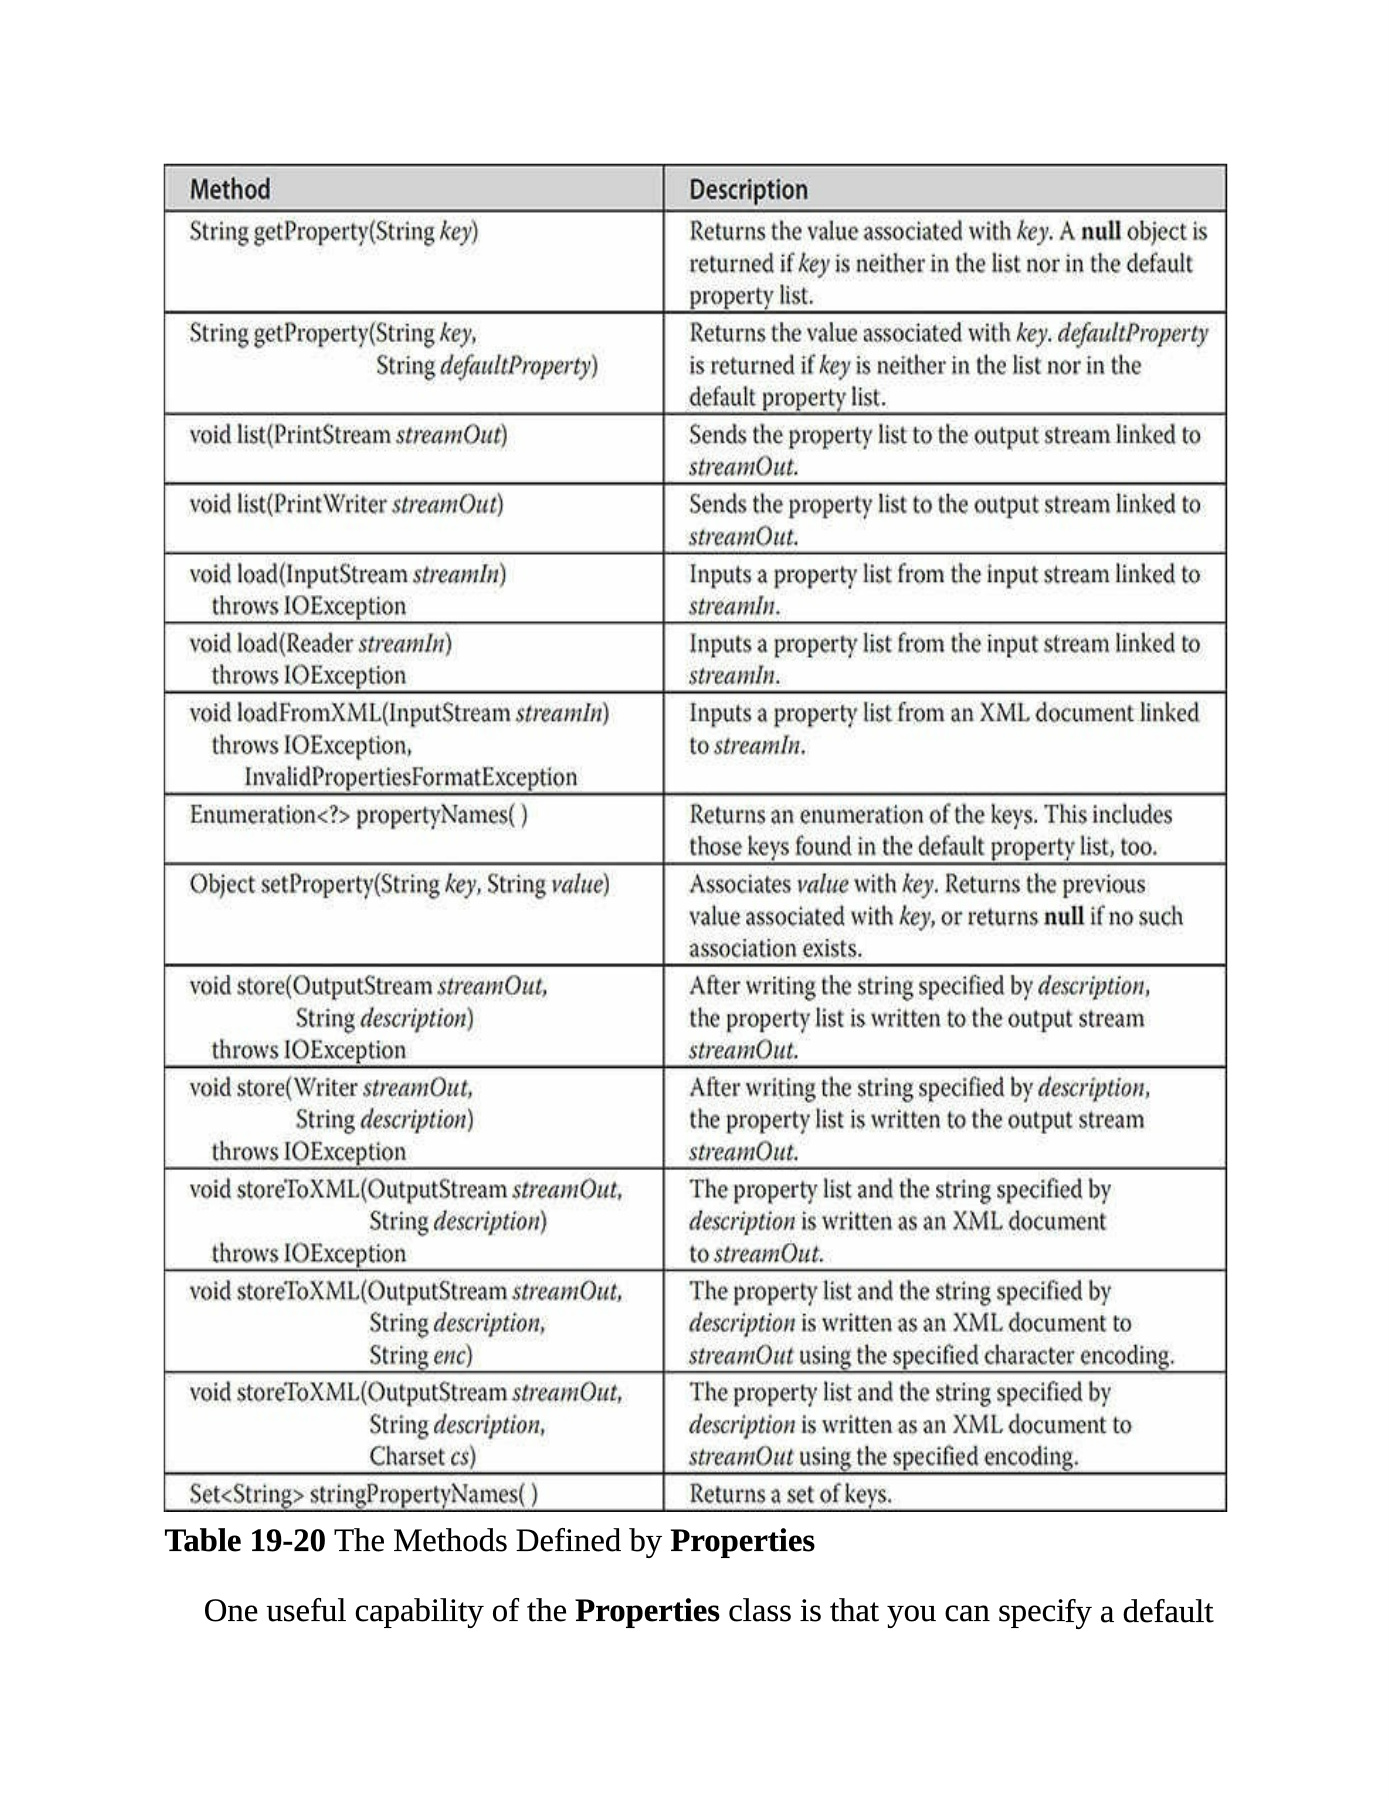 Method Description
String getProperty(String key) Returns the value associated with key. A null object is
returned if key is neither in the list nor in the default
property list.
String getProperty(String key, Returns the value associated with key. defaultProperty
String defaultProperty) is returned if key is neither in the list nor in the
default property list.
void list(PrintStream streamOut) Sends the property list to the output stream linked to
streamOut.
void list(PrintWriter streamOut) Sends the property list to the output stream linked to
streamOut.
void load(InputStream streamIn) Inputs a property list from the input stream linked to
throws IOException streamIn.
void load(Reader streamIn) Inputs a property list from the input stream linked to
throws IOException streamIn.
void loadFromXML(InputStream streamIn) Inputs a property list from an XML document linked
throws IOException, to streamIn.
InvalidPropertiesFormatException
Enumeration<?> propertyNames( ) Returns an enumeration of the keys. This includes
those keys found in the default property list, too.
Object setProperty(String key, String value) Associates value with key. Returns the previous
value associated with key, or returns null if no such
association exists.
void store(OutputStream streamOut, After writing the string specified by description,
String description) the property list is written to the output stream
throws IOException streamOut.
void store(Writer streamOut, After writing the string specified by description,
String description) the property list is written to the output stream
throws IOException streamOut.
void storeToXML(OutputStream streamOut, The property list and the string specified by
String description) description is written as an XML document
throws IOException to streamOut.
void storeToXML(OutputStream streamOut, The property list and the string specified by
String description, description is written as an XML document to
String enc) streamOut using the specified character encoding.
void storeToXML(OutputStream streamOut, The property list and the string specified by
String description, description is written as an XML document to
Charset cs) streamOut using the specified encoding.
Set<String> stringPropertyNames( ) Returns a set of keys.
Table 19-20 The Methods Defined by Properties
One useful capability of the Properties class is that you can specify a default